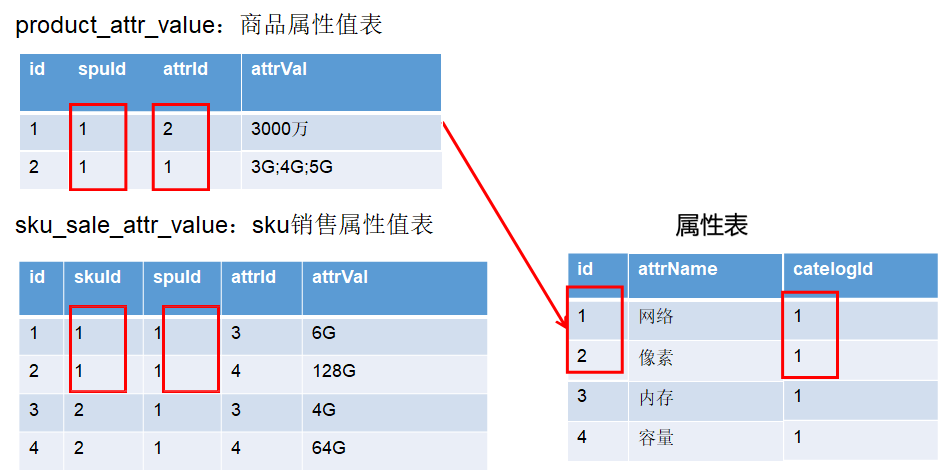 product_attr_value：商品属性值表
id spuId attrId attrVal
1 1 2 3000万
2 1 1 3G;4G;5G
sku_sale_attr_value：sku销售属性值表
id skuId spuId attrId attrVal
1 1 1 3 6G
2 1 1 4 128G
3 2 1 3 4G
4 2 1 4 64G
属性表
id attrName catelogId
1 网络 1
2 像素 1
3 内存 1
4 容量 1